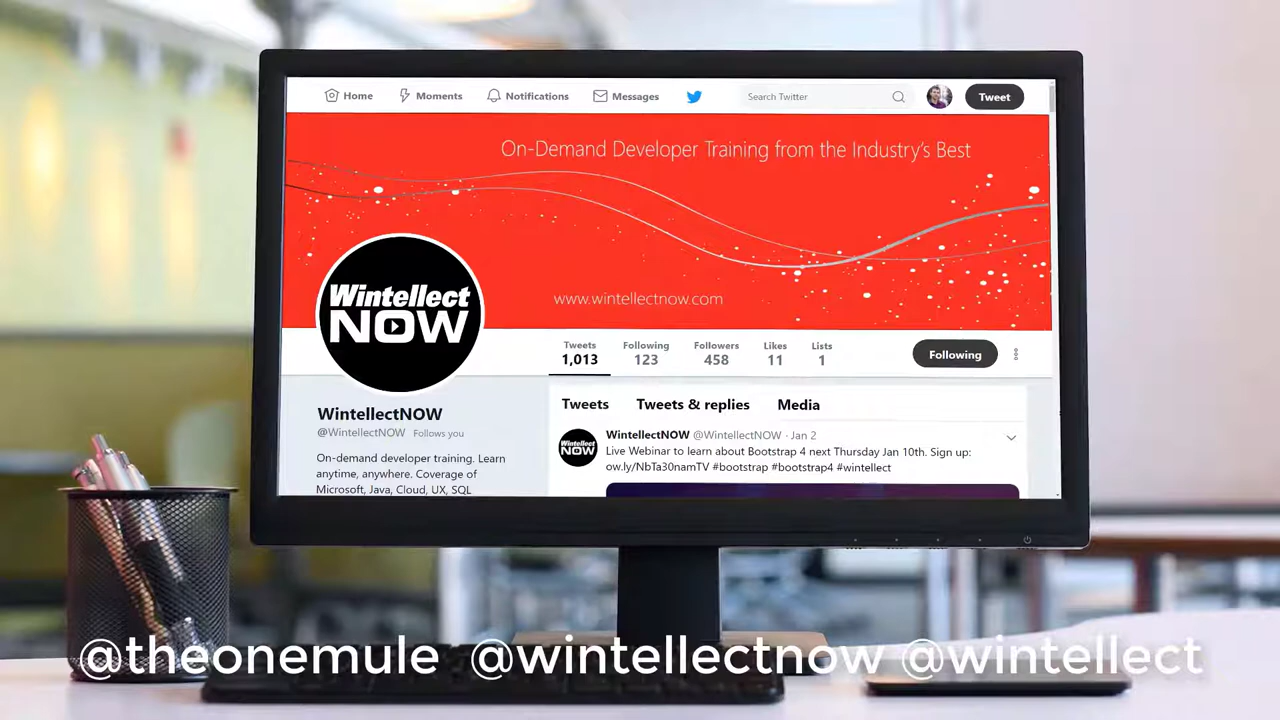 Home Moments Notifications Messages Search Twitter Tweet
On-Demand Developer Training from the Industry's Best
www.wintellectnow.com
Wintellect
NOW
Tweets Following Followers Likes Lists
1,013 123 458 11 1
Following
WintellectNOW
@WintellectNOW Follows you
On-demand developer training. Learn
anytime, anywhere. Coverage of
Microsoft, Java, Cloud, UX, SQL
Tweets Tweets & replies Media
Wintellect
NOW
WintellectNOW @WintellectNOW · Jan 2
Live Webinar to learn about Bootstrap 4 next Thursday Jan 10th. Sign up:
ow.ly/NbTa30namTV #bootstrap #bootstrap4 #wintellect
@theonemule @wintellectnow @wintellect